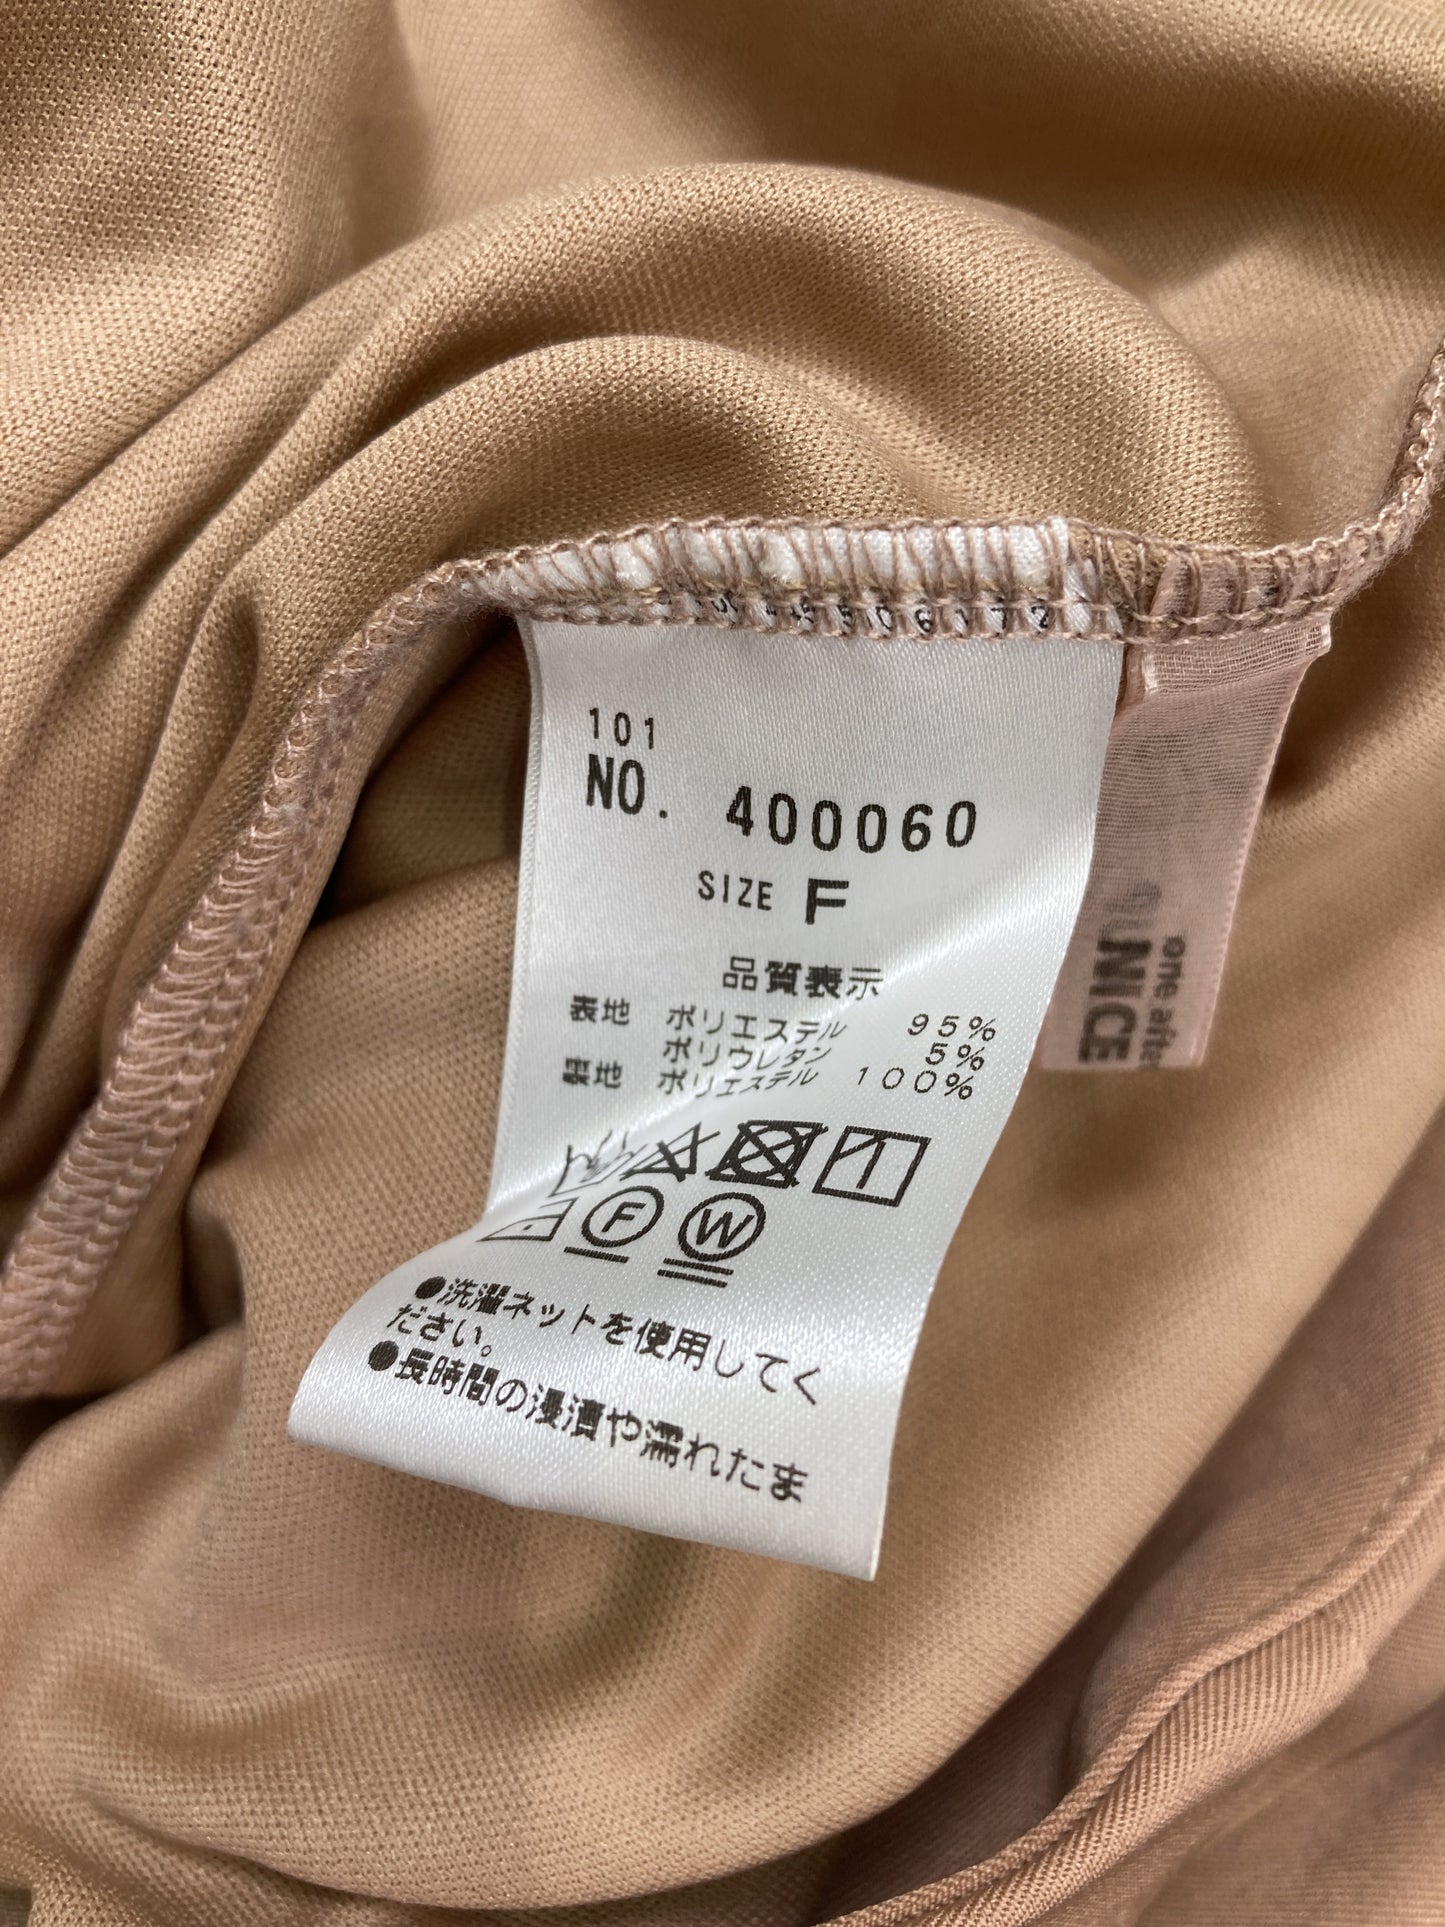 101
NO. 400060
SIZE F
品質表示
表地 ポリエステル 95%
ポリウレタン 5%
裏地 ポリエステル 100%
F W
●洗濯ネットを使用してく
ださい。
●長時間の浸漬や濡れたま
one after
NICE